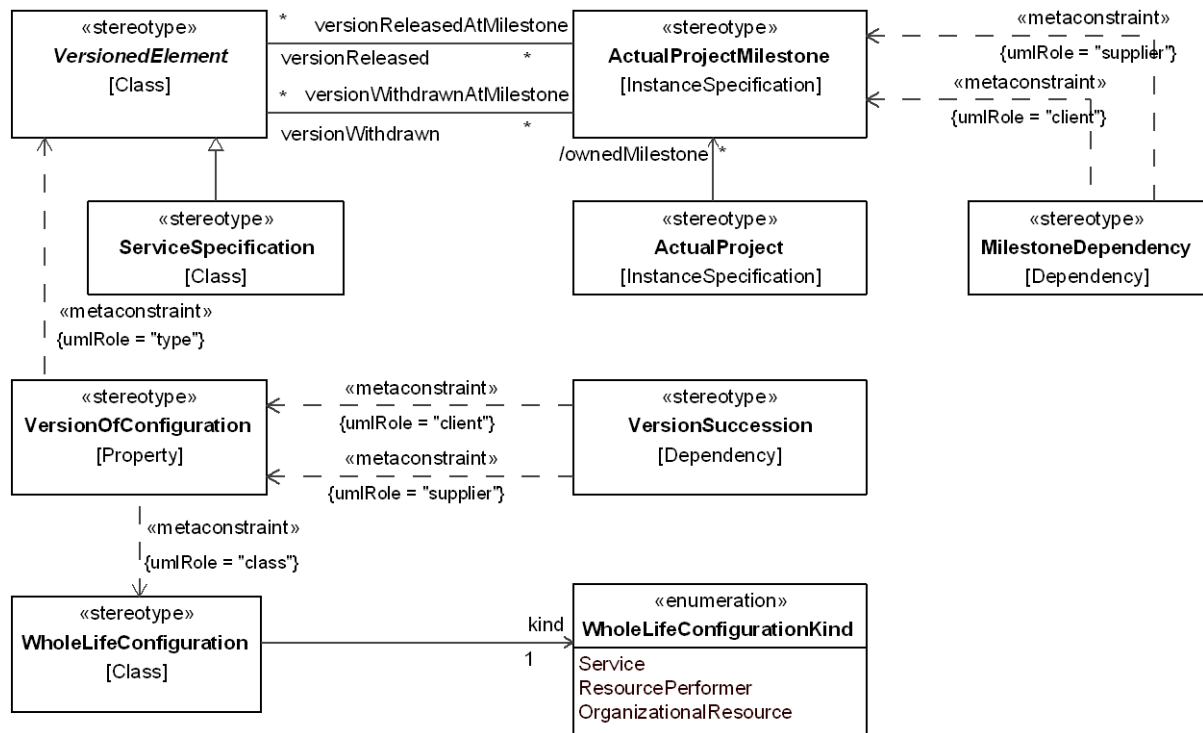 «stereotype»
VersionedElement
[Class]
* versionReleasedAtMilestone
versionReleased *
* versionWithdrawnAtMilestone
versionWithdrawn *
«stereotype»
ActualProjectMilestone
[InstanceSpecification]
«metaconstraint»
{umlRole = "supplier"}
«metaconstraint»
{umlRole = "client"}
/ownedMilestone *
«stereotype»
ServiceSpecification
[Class]
«stereotype»
ActualProject
[InstanceSpecification]
«stereotype»
MilestoneDependency
[Dependency]
«metaconstraint»
{umlRole = "type"}
«stereotype»
VersionOfConfiguration
[Property]
«metaconstraint»
{umlRole = "client"}
«metaconstraint»
{umlRole = "supplier"}
«stereotype»
VersionSuccession
[Dependency]
«metaconstraint»
{umlRole = "class"}
«stereotype»
WholeLifeConfiguration
[Class]
kind
1
«enumeration»
WholeLifeConfigurationKind
Service
ResourcePerformer
OrganizationalResource